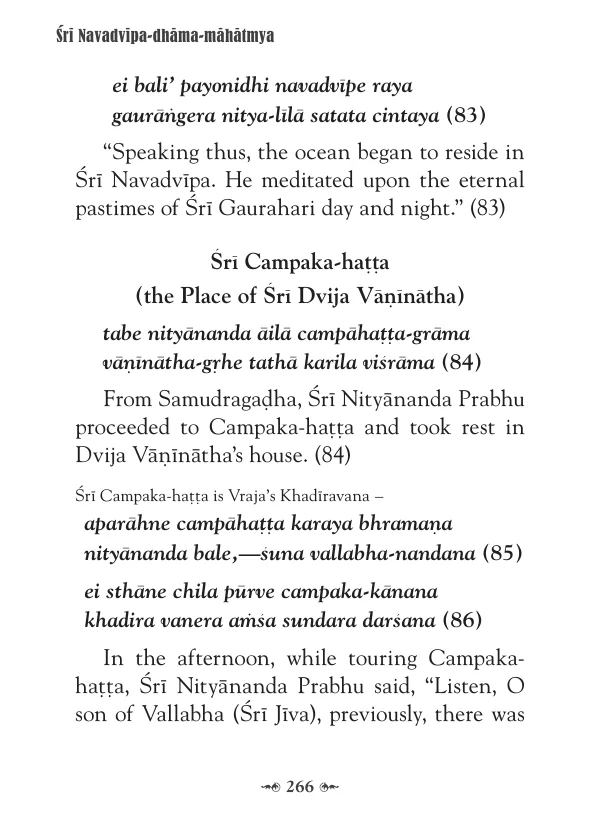 Śrī Navadvīpa-dhāma-māhātmya
ei bali’ payonidhi navadvīpe raya
gaurāṅgera nitya-līlā satata cintaya (83)
“Speaking thus, the ocean began to reside in
Śrī Navadvīpa. He meditated upon the eternal
pastimes of Śrī Gaurahari day and night.” (83)
Śrī Campaka-haṭṭa
(the Place of Śrī Dvija Vāṇīnātha)
tabe nityānanda āilā campāhaṭṭa-grāma
vāṇīnātha-gṛhe tathā karila viśrāma (84)
From Samudragaḍha, Śrī Nityānanda Prabhu
proceeded to Campaka-haṭṭa and took rest in
Dvija Vāṇīnātha’s house. (84)
Śrī Campaka-haṭṭa is Vraja’s Khadīravana –
aparāhne campāhaṭṭa karaya bhramaṇa
nityānanda bale,—śuna vallabha-nandana (85)
ei sthāne chila pūrve campaka-kānana
khadira vanera aṁśa sundara darśana (86)
In the afternoon, while touring Campaka-
haṭṭa, Śrī Nityānanda Prabhu said, “Listen, O
son of Vallabha (Śrī Jīva), previously, there was
266